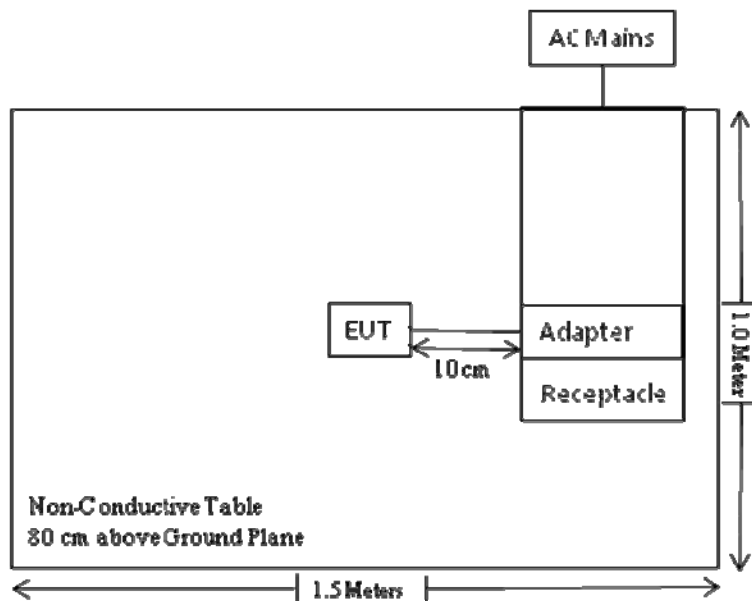 AC Mains
EUT
Adapter
10 cm
Receptacle
1.0 Meter
Non-Conductive Table
80 cm above Ground Plane
1.5 Meters